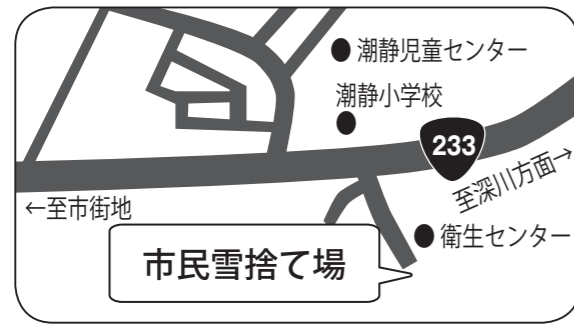 潮静児童センター
潮静小学校
233
至深川方面→
←至市街地
衛生センター
市民雪捨て場